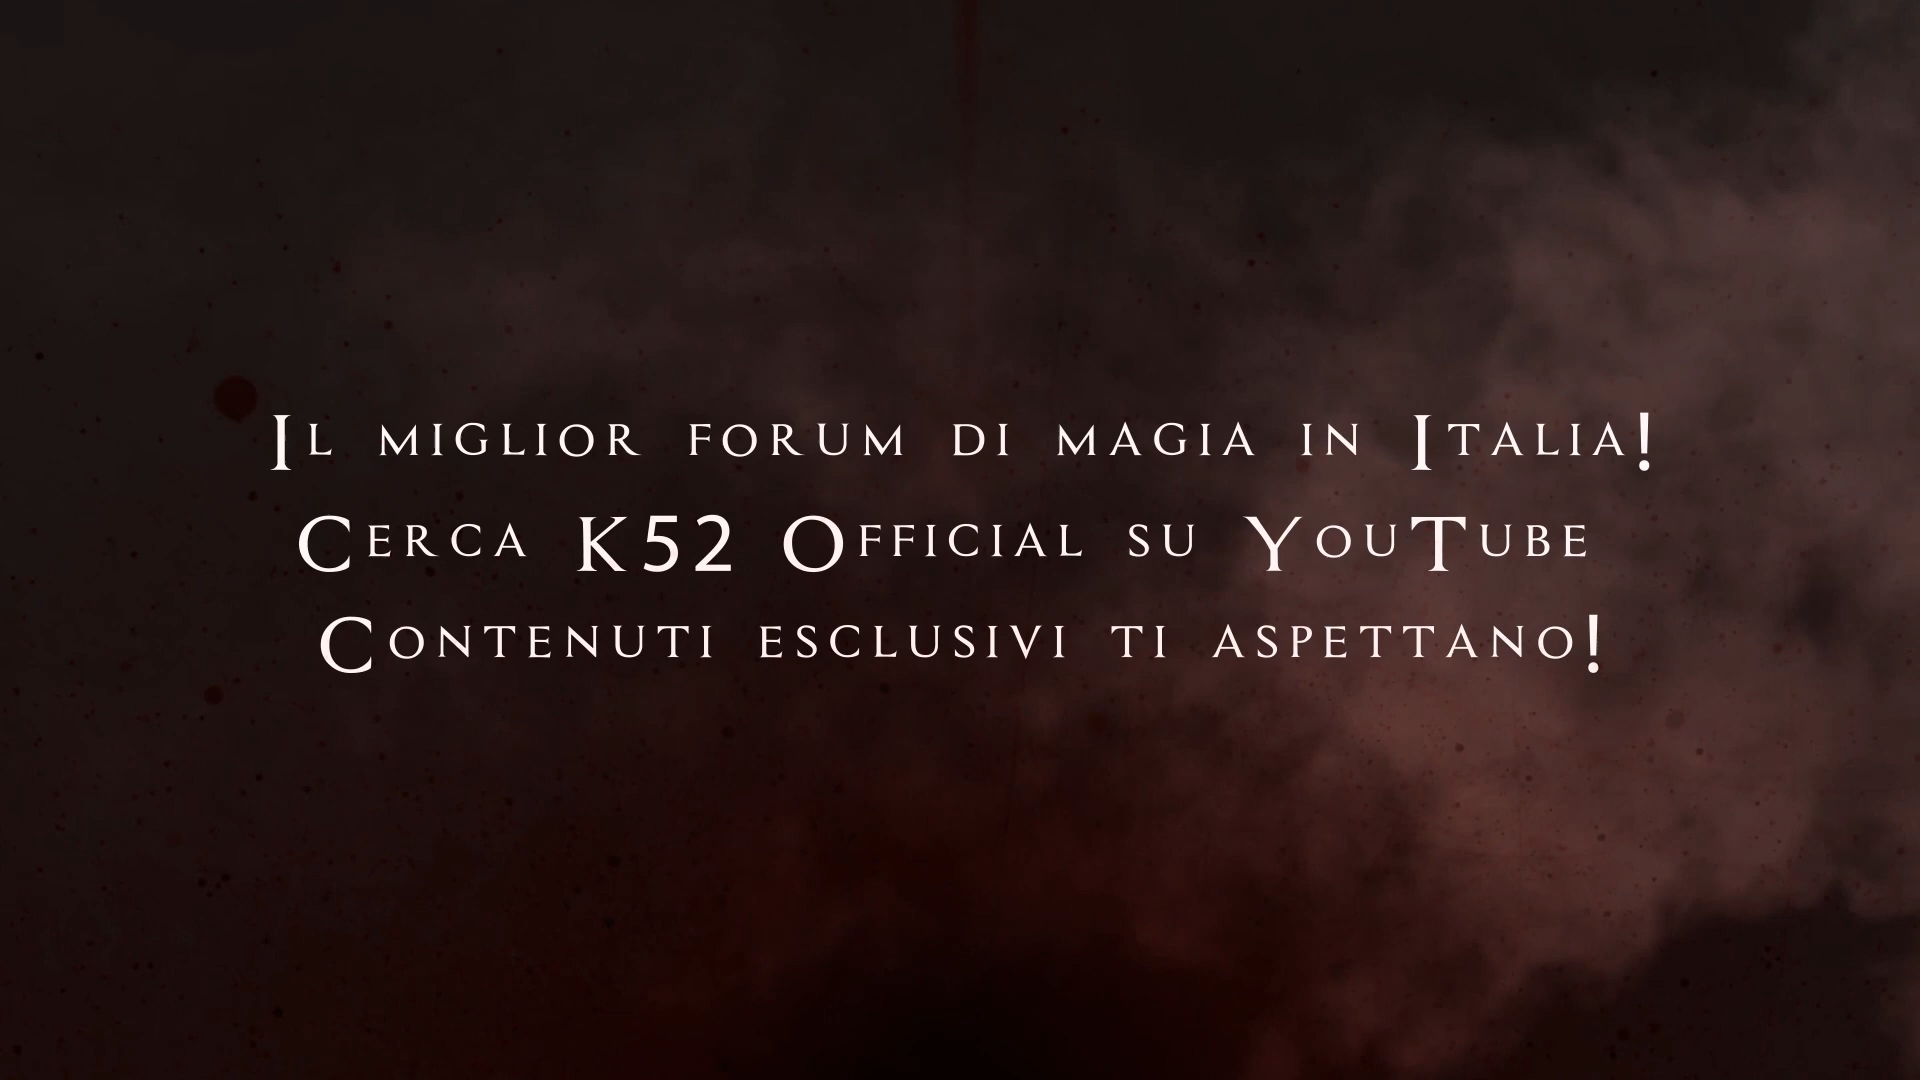 Il miglior forum di magia in Italia!
Cerca K52 Official su YouTube
Contenuti esclusivi ti aspettano!